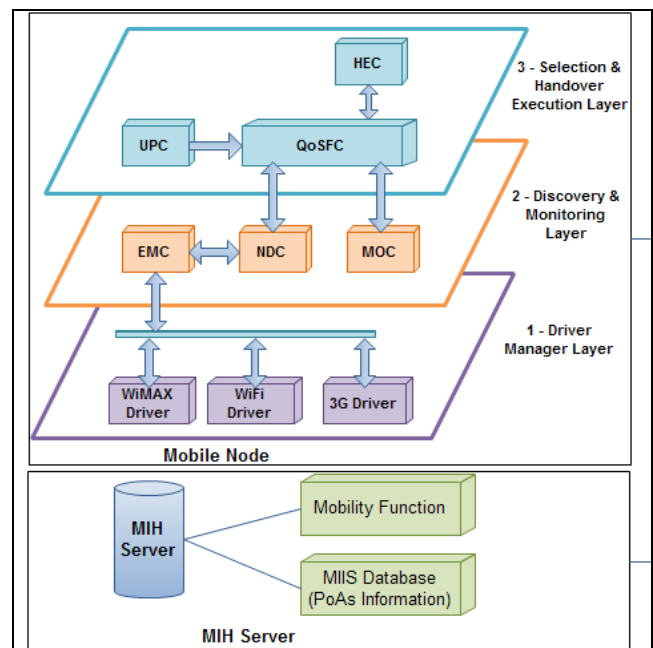 HEC
3 - Selection &
Handover
Execution Layer
UPC
QoSFC
2 - Discovery &
Monitoring
Layer
EMC
NDC
MOC
1 - Driver
Manager Layer
WiMAX
Driver
WiFi
Driver
3G Driver
Mobile Node
MIH
Server
Mobility Function
MIIS Database
(PoAs Information)
MIH Server